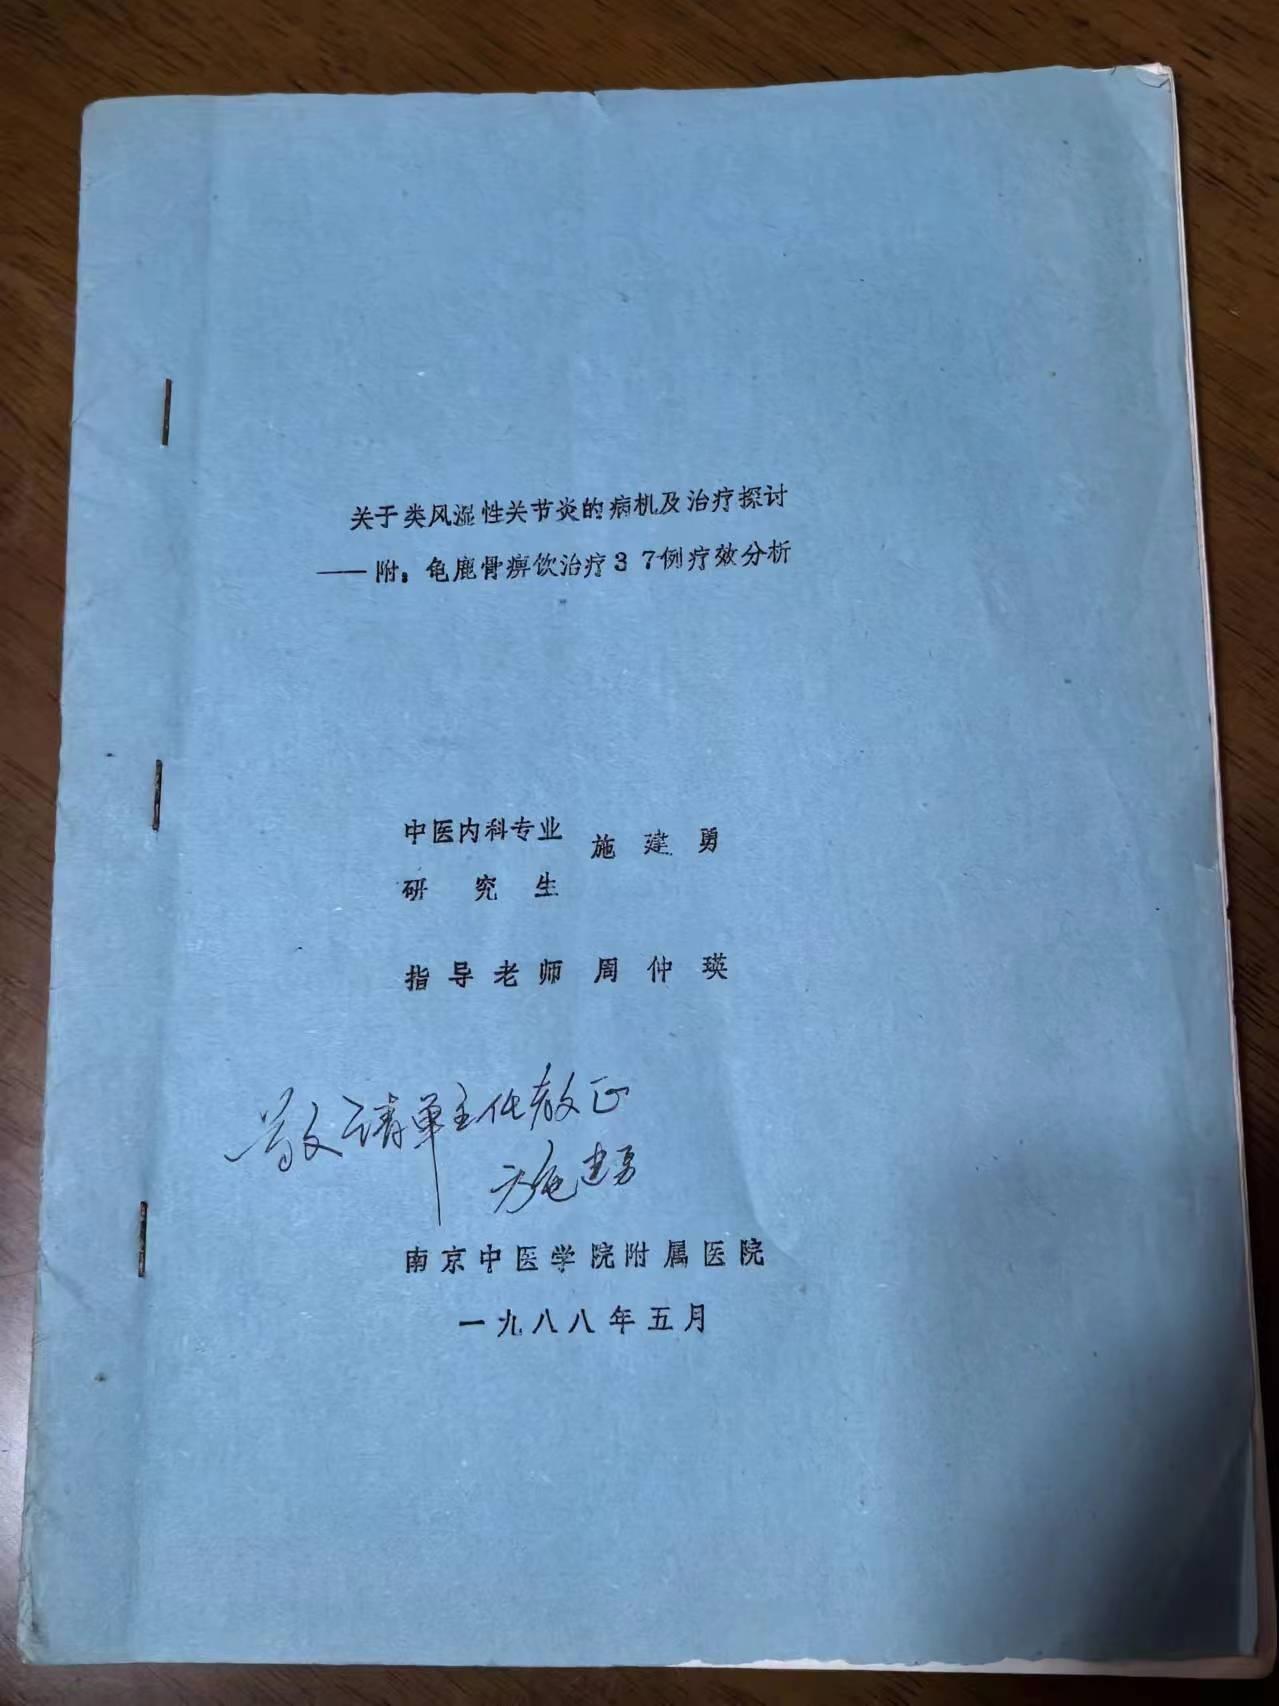 关于类风湿性关节炎的病机及治疗探讨
——附：龟鹿骨痹饮治疗37例疗效分析
中医内科专业 施建勇
研究生
指导老师 周仲瑛
敬请单主任教正
施建勇
南京中医学院附属医院
一九八八年五月